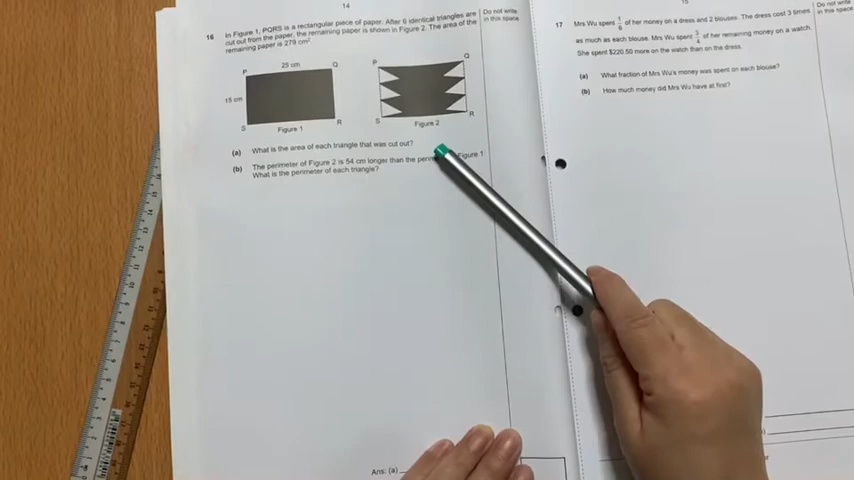 14
16 In Figure 1, PQRS is a rectangular piece of paper. After 6 identical triangles are
cut out from the paper, the remaining paper is shown in Figure 2. The area of the
remaining paper is 279 cm².
Do not write
in this space
P 25 cm Q
15 cm
S R
Figure 1
P Q
S R
Figure 2
(a) What is the area of each triangle that was cut out?
(b) The perimeter of Figure 2 is 54 cm longer than the Figure 1
What is the perimeter of each triangle?
Ans: (a)
15
17 Mrs Wu spent 1/6 of her money on a dress and 2 blouses. The dress cost 3 times
as much as each blouse. Mrs Wu spent 3/4 of her remaining money on a watch.
She spent $220.50 more on the watch than on the dress.
Do not write
in this space
(a) What fraction of Mrs Wu's money was spent on each blouse?
(b) How much money did Mrs Wu have at first?